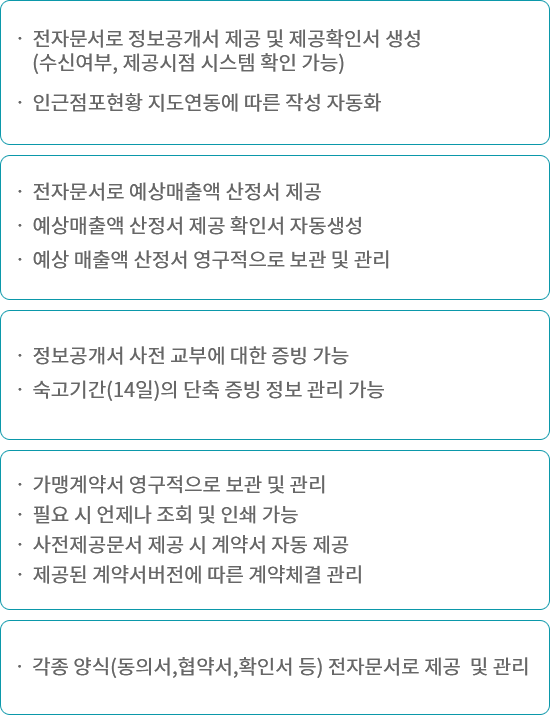 · 전자문서로 정보공개서 제공 및 제공확인서 생성
(수신여부, 제공시점 시스템 확인 가능)
· 인근점포현황 지도연동에 따른 작성 자동화
· 전자문서로 예상매출액 산정서 제공
· 예상매출액 산정서 제공 확인서 자동생성
· 예상 매출액 산정서 영구적으로 보관 및 관리
· 정보공개서 사전 교부에 대한 증빙 가능
· 숙고기간(14일)의 단축 증빙 정보 관리 가능
· 가맹계약서 영구적으로 보관 및 관리
· 필요 시 언제나 조회 및 인쇄 가능
· 사전제공문서 제공 시 계약서 자동 제공
· 제공된 계약서버전에 따른 계약체결 관리
· 각종 양식(동의서,협약서,확인서 등) 전자문서로 제공 및 관리